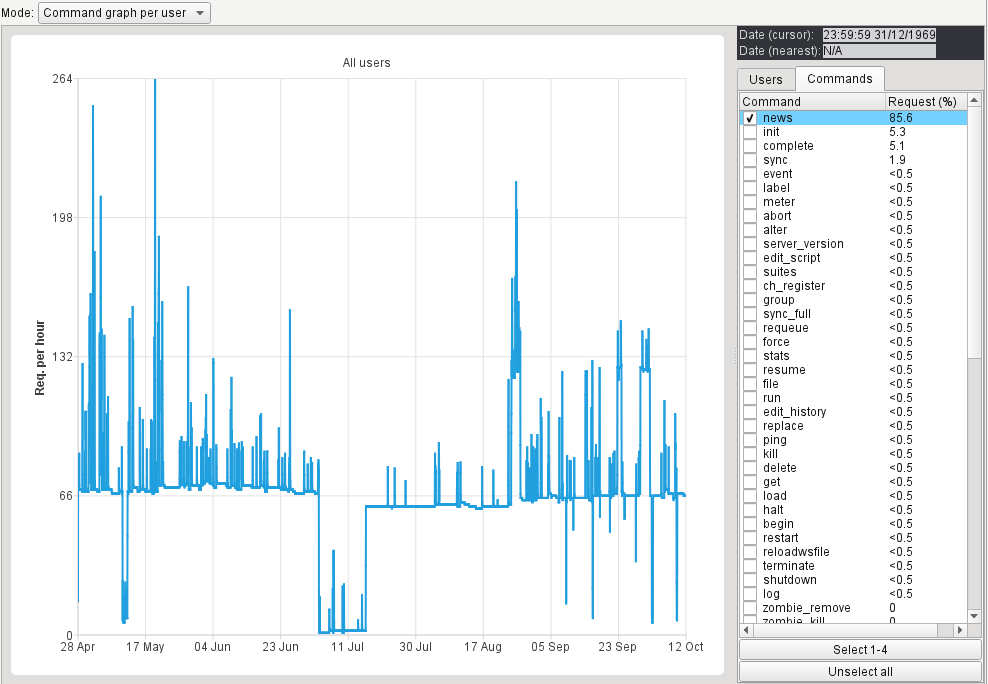 Mode: Command graph per user
Date (cursor): 23:59:59 31/12/1969
Date (nearest): N/A
Users Commands
All users
Req. per hour
264
198
132
66
0
28 Apr 17 May 04 Jun 23 Jun 11 Jul 30 Jul 17 Aug 05 Sep 23 Sep 12 Oct
Command Request (%)
news 85.6
init 5.3
complete 5.1
sync 1.9
event <0.5
label <0.5
meter <0.5
abort <0.5
alter <0.5
server_version <0.5
edit_script <0.5
suites <0.5
ch_register <0.5
group <0.5
sync_full <0.5
requeue <0.5
force <0.5
stats <0.5
resume <0.5
file <0.5
run <0.5
edit_history <0.5
replace <0.5
ping <0.5
kill <0.5
delete <0.5
get <0.5
load <0.5
halt <0.5
begin <0.5
restart <0.5
reloadwsfile <0.5
terminate <0.5
shutdown <0.5
log <0.5
zombie_remove 0
zombie_kill 0
Select 1-4
Unselect all